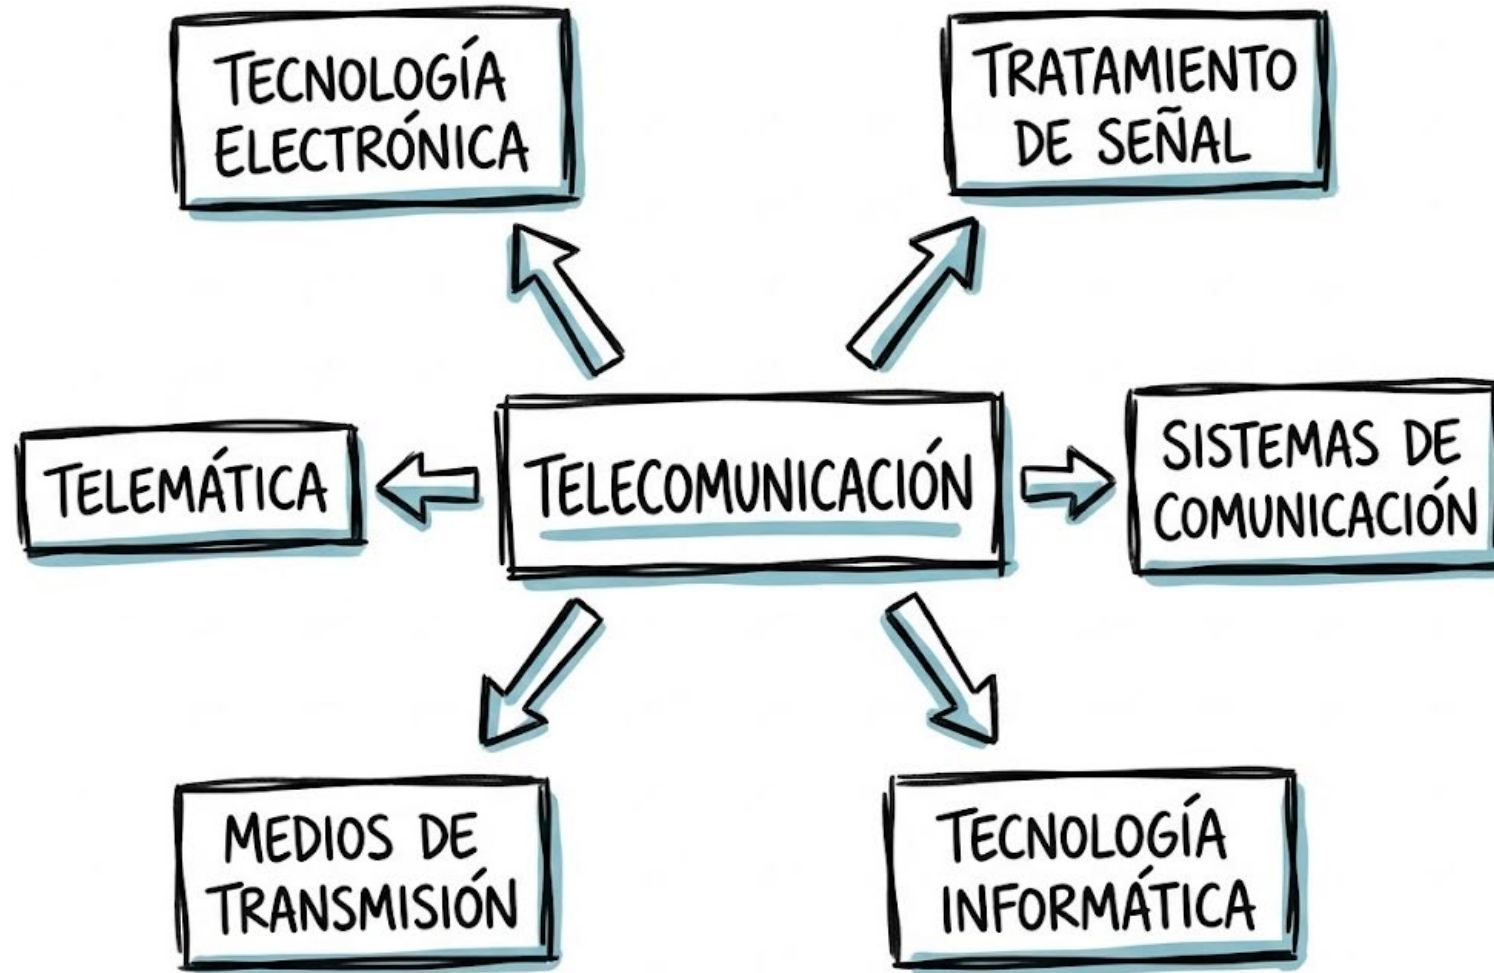 TECNOLOGÍA
ELECTRÓNICA
TRATAMIENTO
DE SEÑAL
TELEMÁTICA
TELECOMUNICACIÓN
SISTEMAS DE
COMUNICACIÓN
MEDIOS DE
TRANSMISIÓN
TECNOLOGÍA
INFORMÁTICA